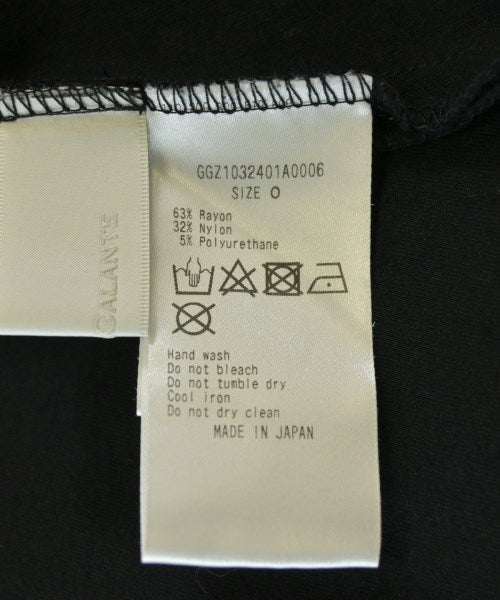 GALANTE
GGZ1032401A0006
SIZE 0
63% Rayon
32% Nylon
5% Polyurethane
Hand wash
Do not bleach
Do not tumble dry
Cool iron
Do not dry clean
MADE IN JAPAN